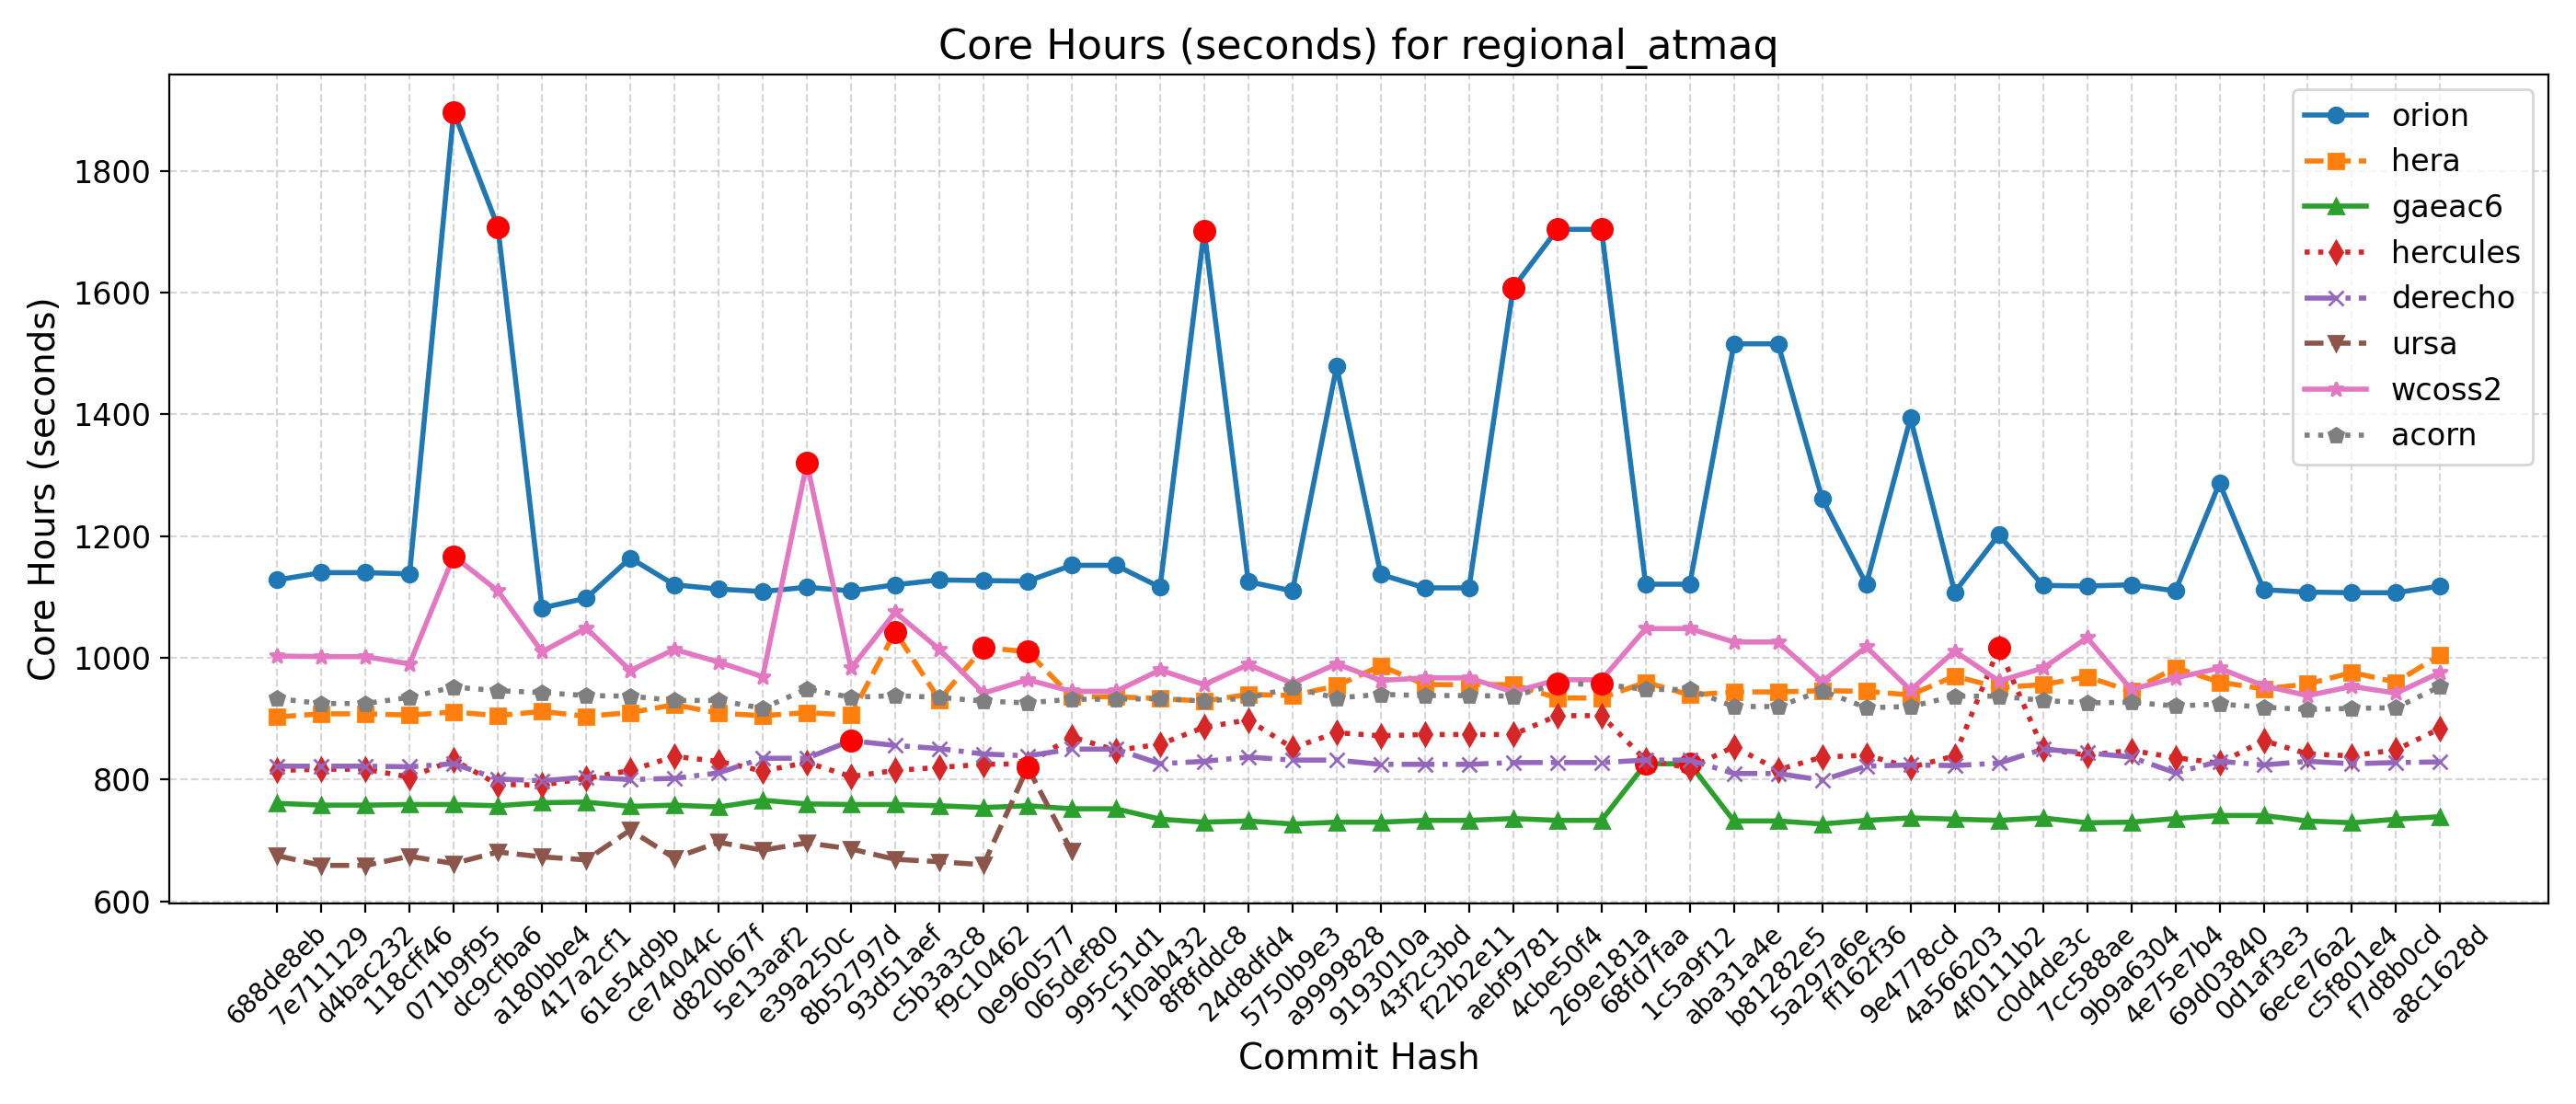 Core Hours (seconds) for regional_atmaq
Core Hours (seconds)
1800
1600
1400
1200
1000
800
600
orion
hera
gaeac6
hercules
derecho
ursa
wcoss2
acorn
688de8eb
7e711129
d4bac232
118cff46
071b9f95
dc9cfba6
a180bbe4
417a2cf1
61e54d9b
ce74044c
d820b67f
5e13aaf2
e39a250c
8b52797d
93d51aef
c5b3a3c8
f9c10462
0e960577
065def80
995c51d1
1f0ab432
8f8fddc8
24d8dfd4
5750b9e3
a9999828
9193010a
43f2c3bd
f22b2e11
aebf9781
4cbe50f4
269e181a
68fd7faa
1c5a9f12
aba31a4e
b81282e5
5a297a6e
ff162f36
9e4778cd
4a566203
4f0111b2
c0d4de3c
7cc588ae
9b9a6304
4e75e7b4
69d03840
0d1af3e3
6ece76a2
c5f801e4
f7d8b0cd
a8c1628d
Commit Hash